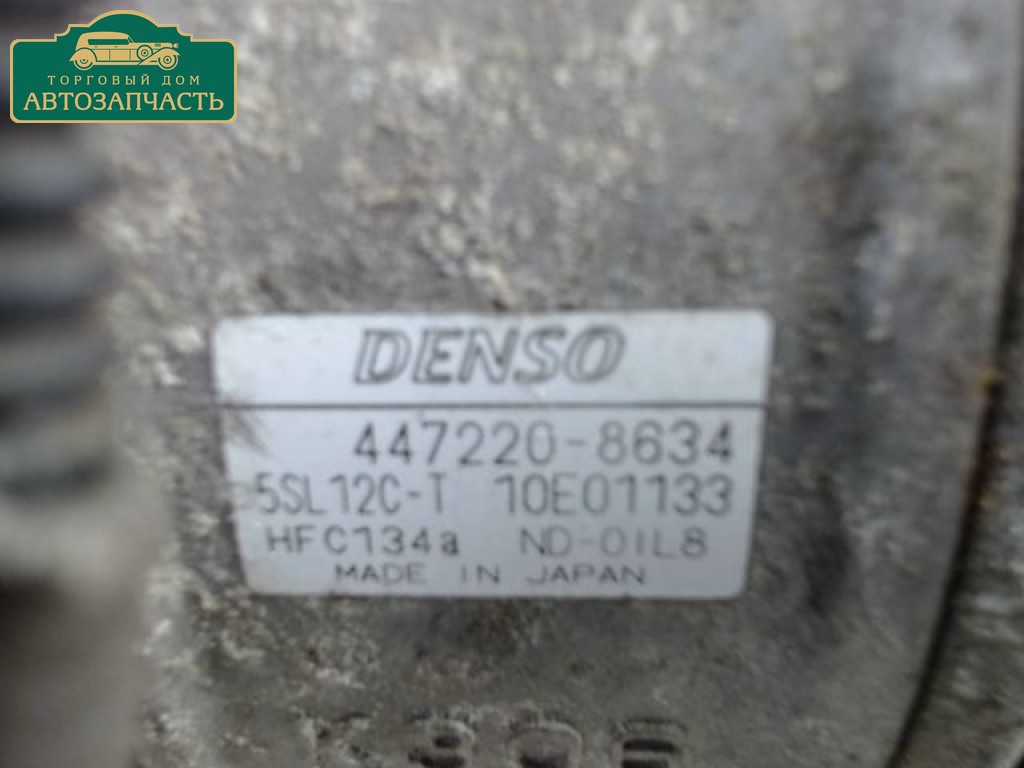 ТОРГОВЫЙ ДОМ
АВТОЗАПЧАСТЬ
DENSO
447220-8634
5SL12C-T 10E01133
HFC134a ND-OIL8
MADE IN JAPAN